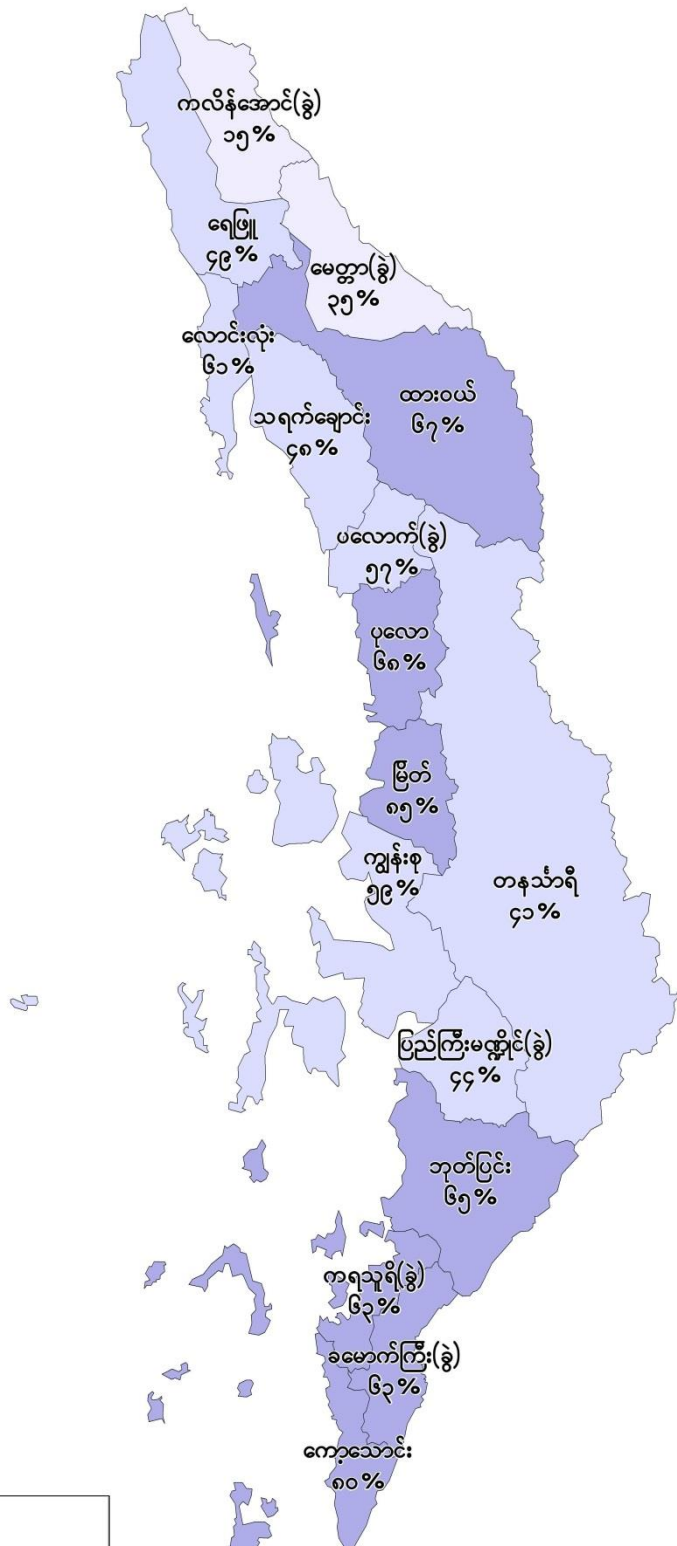 ကလိန်အောင်(ခွဲ)
၁၅%
ရေဖြူ
၄၉%
မေတ္တာ(ခွဲ)
၃၅%
လောင်းလုံး
၆၁%
ထားဝယ်
၆၇%
သရက်ချောင်း
၄၈%
ပလောက်(ခွဲ)
၅၇%
ပုလော
၆၈%
မြိတ်
၈၅%
ကျွန်းစု
၅၉%
တနင်္သာရီ
၄၁%
ပြည်ကြီးမဏ္ဍိုင်(ခွဲ)
၄၄%
ဘုတ်ပြင်း
၆၅%
ကရသူရိ(ခွဲ)
၆၃%
ခမောက်ကြီး(ခွဲ)
၆၃%
ကော့သောင်း
၈၀%